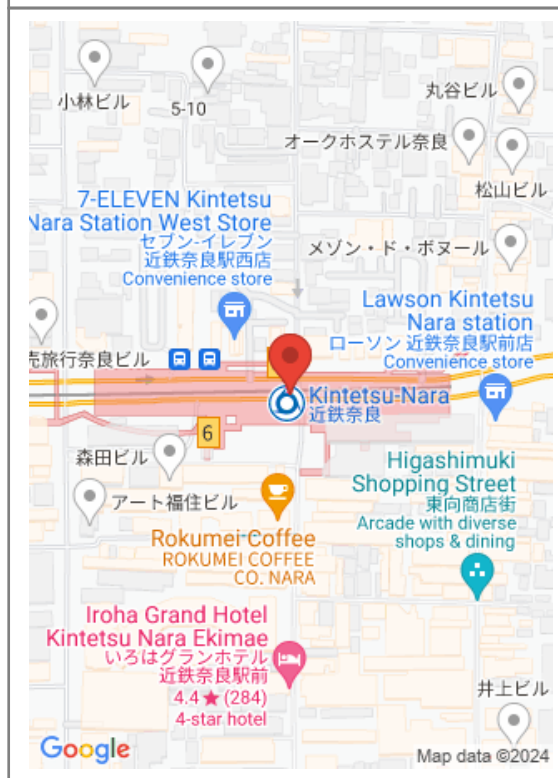 小林ビル
5-10
丸谷ビル
オークホステル奈良
松山ビル
7-ELEVEN Kintetsu
Nara Station West Store
セブン-イレブン
近鉄奈良駅西店
Convenience store
メゾン・ド・ボヌール
Lawson Kintetsu
Nara station
ローソン 近鉄奈良駅前店
Convenience store
売旅行奈良ビル
Kintetsu-Nara
近鉄奈良
6
森田ビル
アート福住ビル
Higashimuki
Shopping Street
東向商店街
Arcade with diverse
shops & dining
Rokumei Coffee
ROKUMEI COFFEE
CO. NARA
Iroha Grand Hotel
Kintetsu Nara Ekimae
いろはグランホテル
近鉄奈良駅前
4.4★(284)
4-star hotel
井上ビル
Google
Map data ©2024